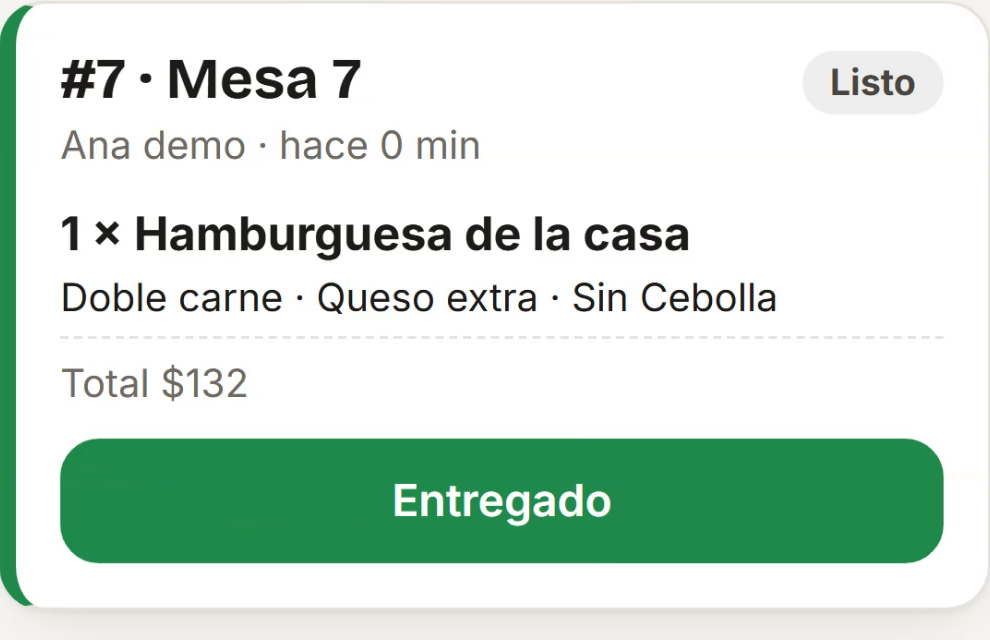 #7 · Mesa 7
Listo
Ana demo · hace 0 min
1 × Hamburguesa de la casa
Doble carne · Queso extra · Sin Cebolla
Total $132
Entregado